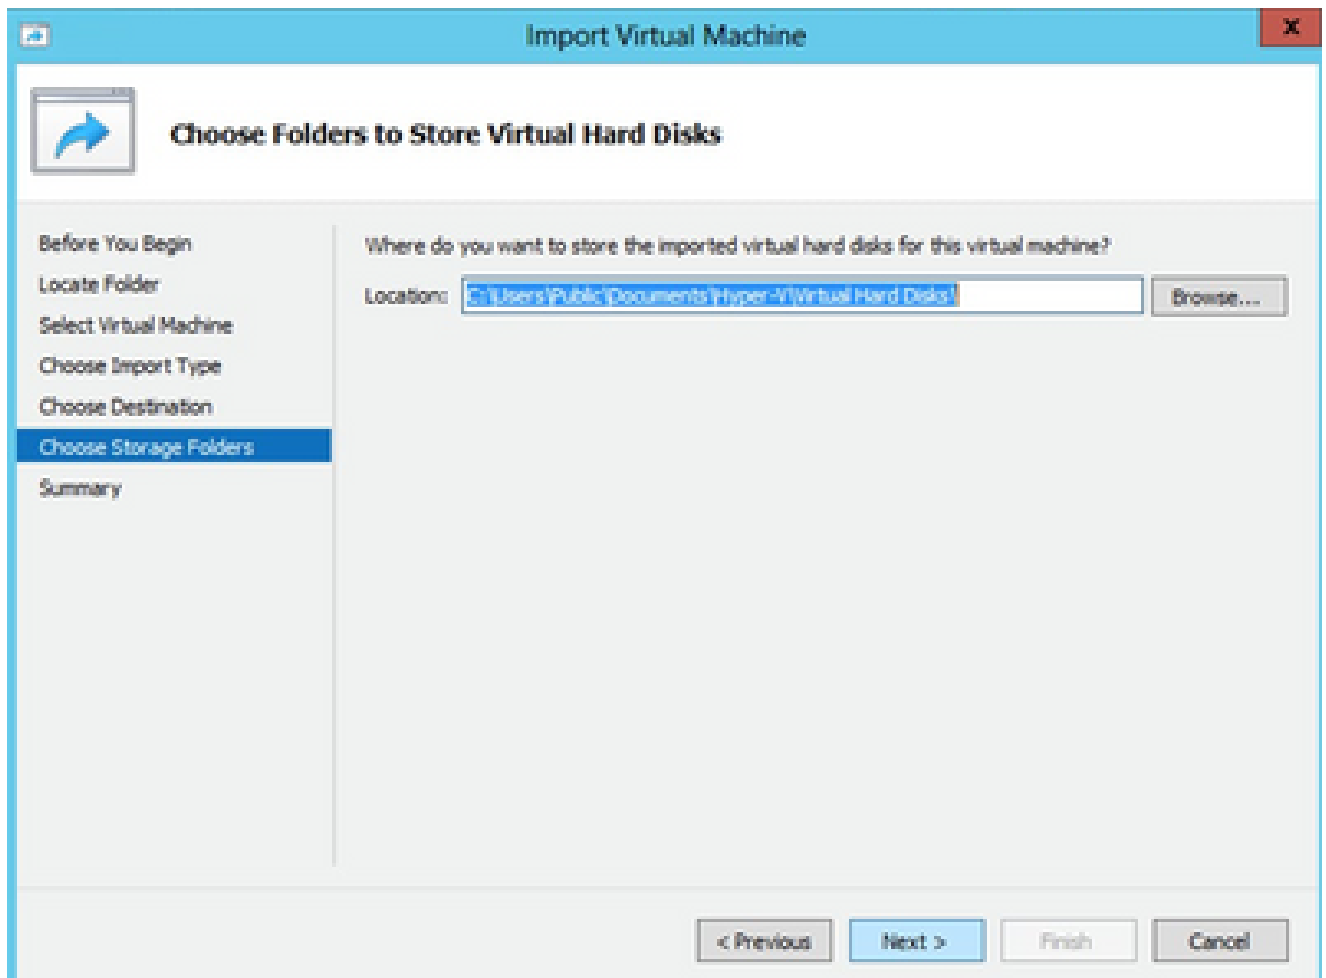 Import Virtual Machine
x
Choose Folders to Store Virtual Hard Disks
Before You Begin
Locate Folder
Select Virtual Machine
Choose Import Type
Choose Destination
Choose Storage Folders
Summary
Where do you want to store the imported virtual hard disks for this virtual machine?
Location: C:\Users\Public\Documents\Hyper-V\Virtual Hard Disks\ Browse...
< Previous Next > Finish Cancel